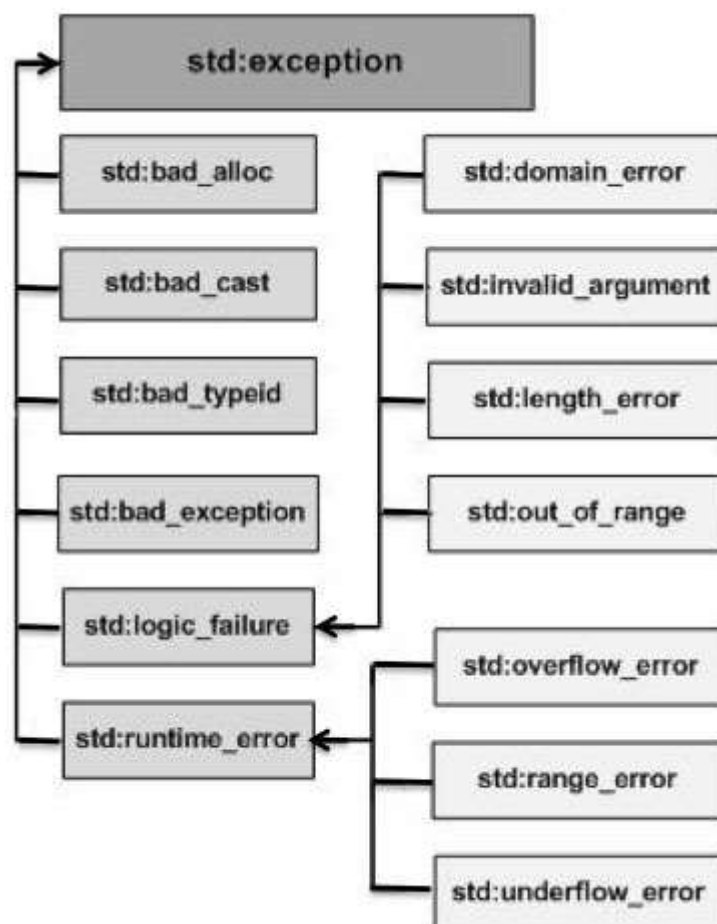 std:exception
std:bad_alloc
std:bad_cast
std:bad_typeid
std:bad_exception
std:logic_failure
std:runtime_error
std:domain_error
std:invalid_argument
std:length_error
std:out_of_range
std:overflow_error
std:range_error
std:underflow_error